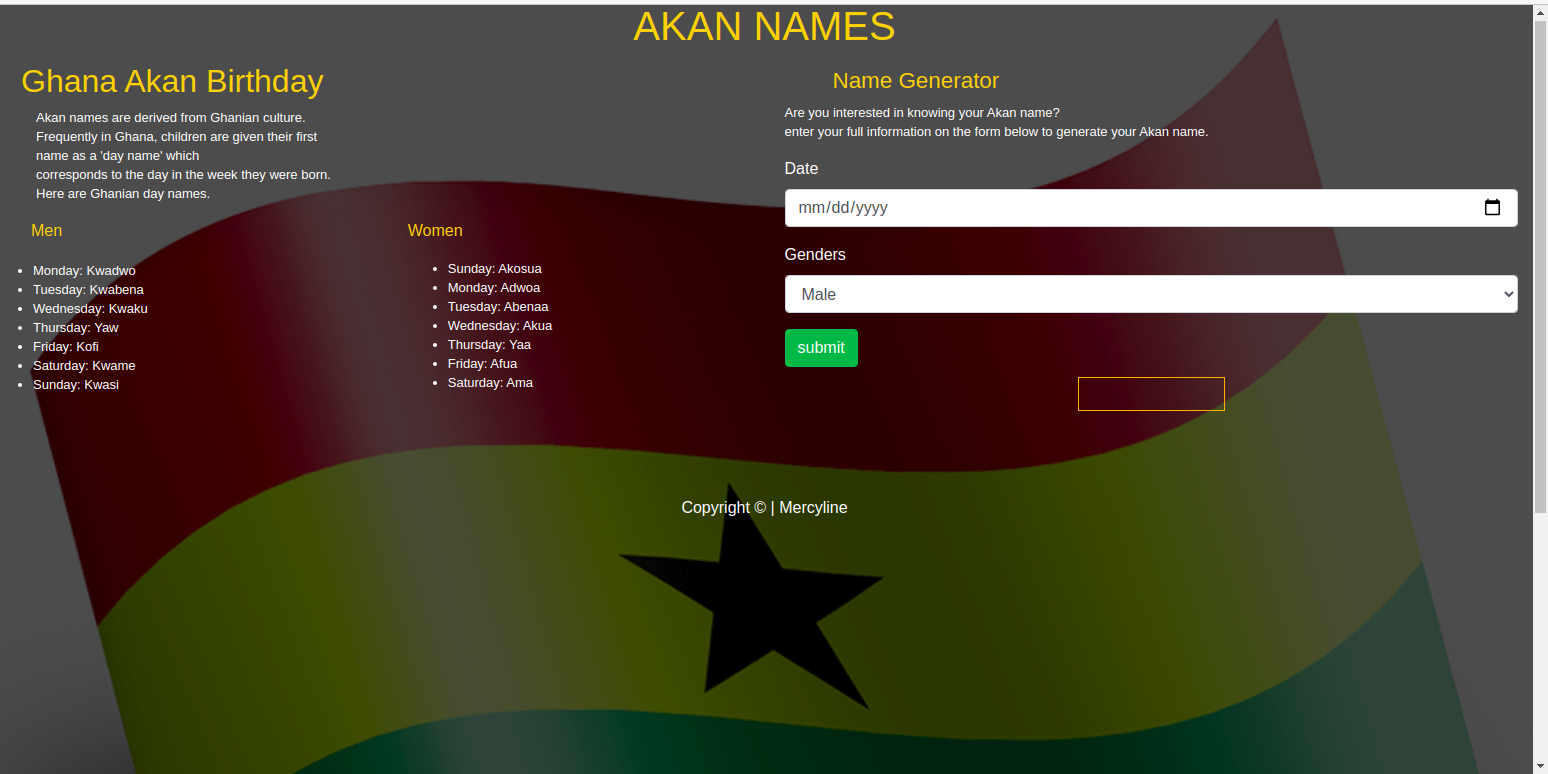 AKAN NAMES
Ghana Akan Birthday
Akan names are derived from Ghanian culture.
Frequently in Ghana, children are given their first
name as a 'day name' which
corresponds to the day in the week they were born.
Here are Ghanian day names.
Men
Monday: Kwadwo
Tuesday: Kwabena
Wednesday: Kwaku
Thursday: Yaw
Friday: Kofi
Saturday: Kwame
Sunday: Kwasi
Women
Sunday: Akosua
Monday: Adwoa
Tuesday: Abenaa
Wednesday: Akua
Thursday: Yaa
Friday: Afua
Saturday: Ama
Name Generator
Are you interested in knowing your Akan name?
enter your full information on the form below to generate your Akan name.
Date
mm/dd/yyyy
Genders
Male
submit
Copyright © | Mercyline